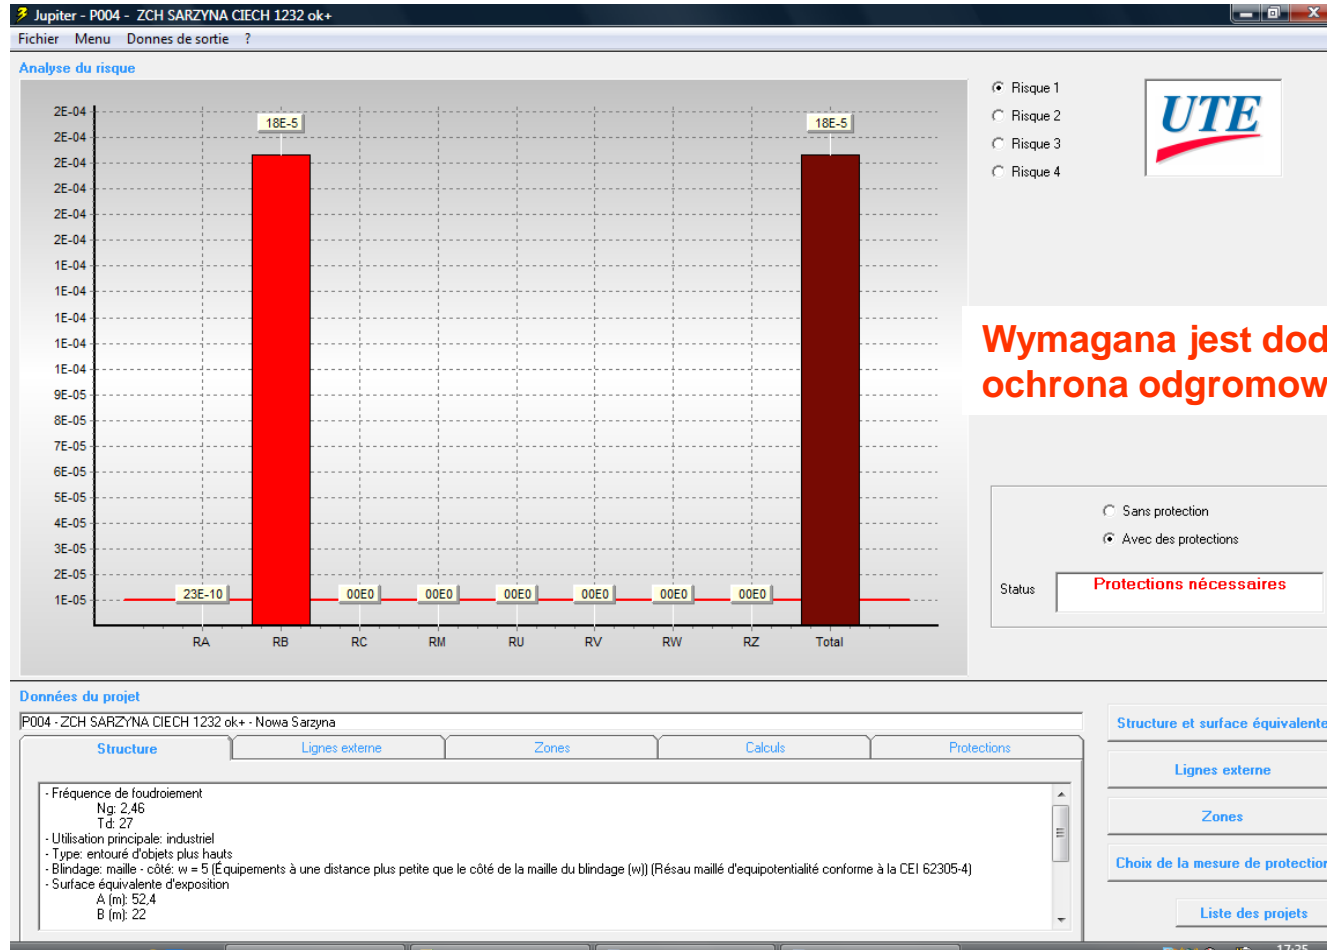 Jupiter - P004 - ZCH SARZYNA CIECH 1232 ok+
Fichier Menu Donnes de sortie ?
Analyse du risque
2E-04
2E-04
2E-04
2E-04
2E-04
2E-04
1E-04
1E-04
1E-04
1E-04
1E-04
9E-05
8E-05
7E-05
6E-05
5E-05
4E-05
3E-05
2E-05
1E-05
18E-5
18E-5
23E-10
00E0
00E0
00E0
00E0
00E0
00E0
RA RB RC RM RU RV RW RZ Total
Risque 1
Risque 2
Risque 3
Risque 4
UTE
Wymagana jest dod
ochrona odgromow
Sans protection
Avec des protections
Status Protections nécessaires
Données du projet
P004 - ZCH SARZYNA CIECH 1232 ok+ - Nowa Sarzyna
Structure Lignes externe Zones Calculs Protections
- Fréquence de foudroiement
Ng: 2,46
Td: 27
- Utilisation principale: industriel
- Type: entouré d'objets plus hauts
- Blindage: maille - côté: w = 5 (Équipements à une distance plus petite que le côté de la maille du blindage (w)) (Résau maillé d'equipotentialité conforme à la CEI 62305-4)
- Surface équivalente d'exposition
A (m): 52,4
B (m): 22
Structure et surface équivalente
Lignes externe
Zones
Choix de la mesure de protection
Liste des projets
17:35